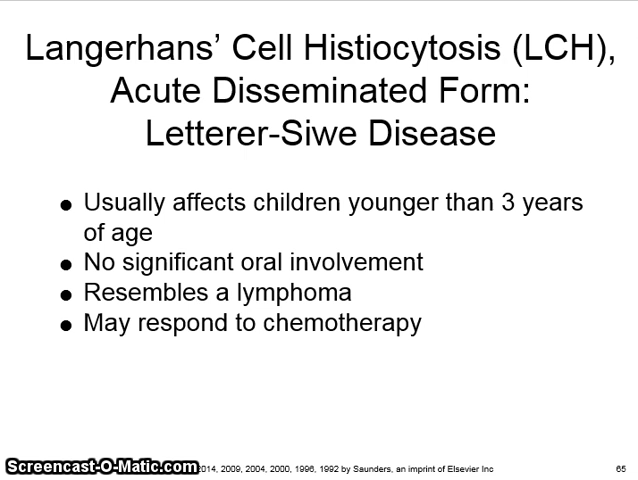 Langerhans’ Cell Histiocytosis (LCH),
Acute Disseminated Form:
Letterer-Siwe Disease
● Usually affects children younger than 3 years
of age
● No significant oral involvement
● Resembles a lymphoma
● May respond to chemotherapy
Screencast-O-Matic.com 2014, 2009, 2004, 2000, 1996, 1992 by Saunders, an imprint of Elsevier Inc 65